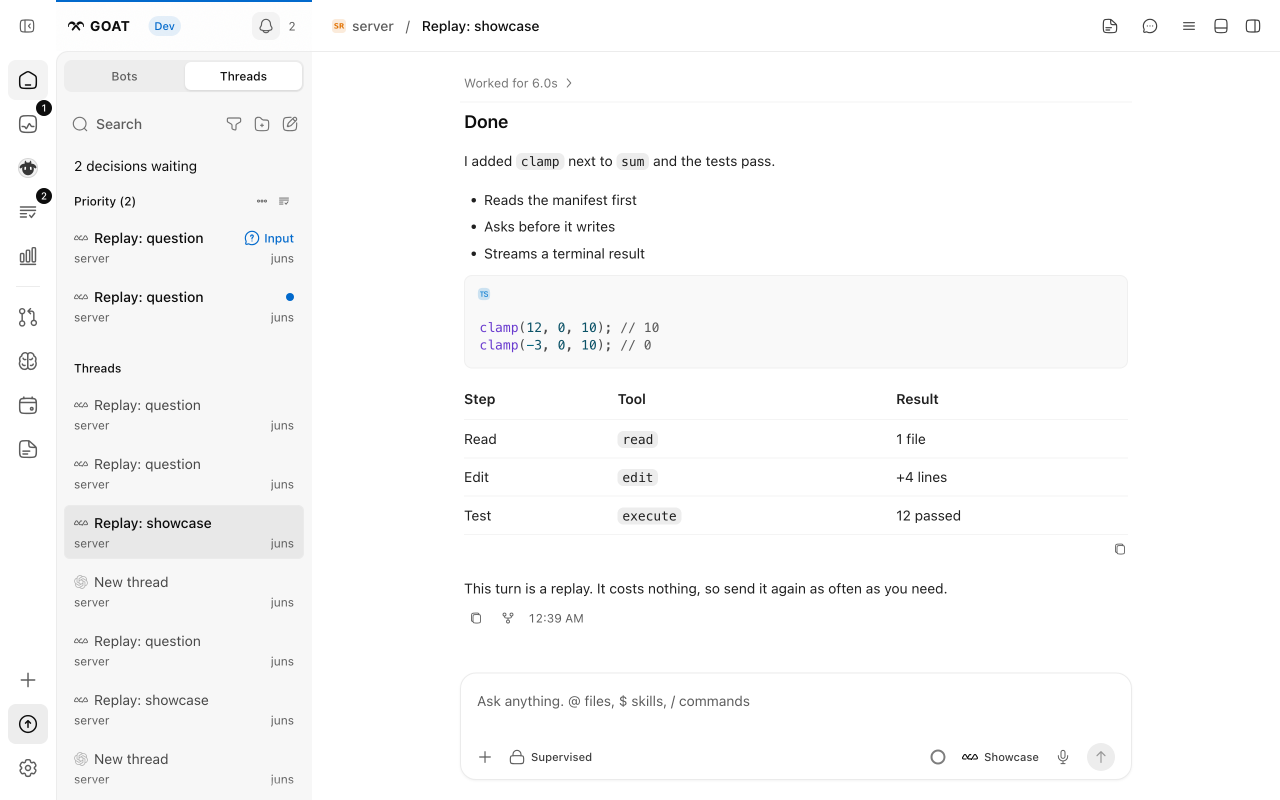 GOAT
Dev
2
SR server / Replay: showcase
Bots
Threads
Search
1
2 decisions waiting
2
Priority (2)
Replay: question
Input
server
juns
Replay: question
server
juns
Threads
Replay: question
server
juns
Replay: question
server
juns
Replay: showcase
server
juns
New thread
server
juns
Replay: question
server
juns
Replay: showcase
server
juns
New thread
server
juns
Worked for 6.0s
Done
I added clamp next to sum and the tests pass.
• Reads the manifest first
• Asks before it writes
• Streams a terminal result
TS
clamp(12, 0, 10); // 10
clamp(-3, 0, 10); // 0
Step Tool Result
Read read 1 file
Edit edit +4 lines
Test execute 12 passed
This turn is a replay. It costs nothing, so send it again as often as you need.
12:39 AM
Ask anything. @ files, $ skills, / commands
Supervised
Showcase